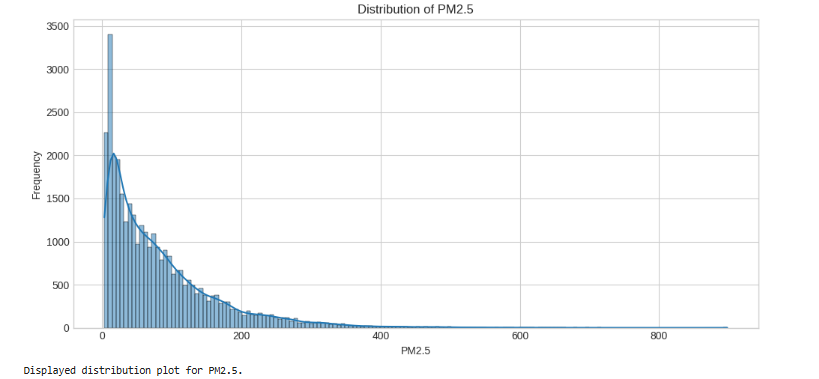 Distribution of PM2.5
3500
3000
2500
2000
1500
1000
500
0
Frequency
0 200 400 600 800
PM2.5
Displayed distribution plot for PM2.5.